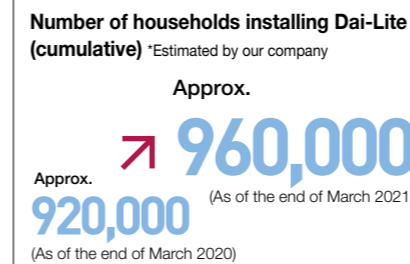 Number of households installing Dai-Lite
(cumulative) *Estimated by our company
Approx.
960,000
(As of the end of March 2021
Approx.
920,000
(As of the end of March 2020)